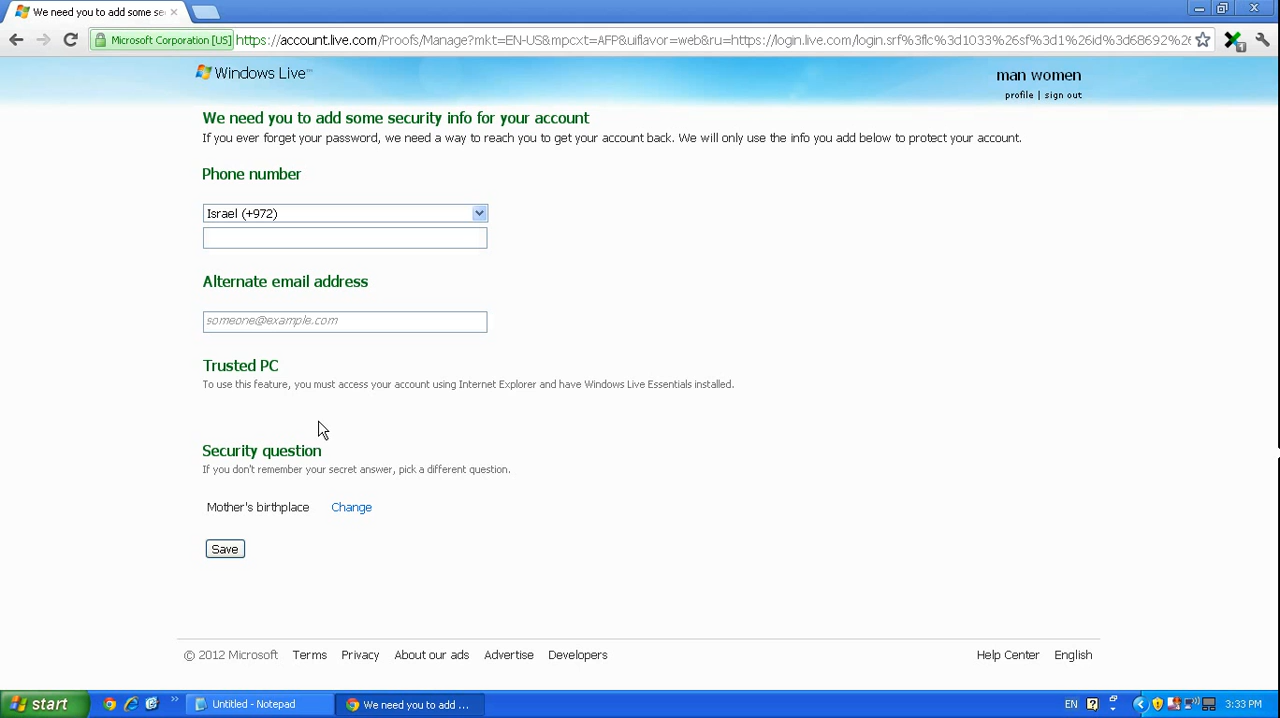 We need you to add some se
Microsoft Corporation [US] https://account.live.com/Proofs/Manage?mkt=EN-US&mpcxt=AFP&uiflavor=web&ru=https://login.live.com/login.srf%3flc%3d1033%26sf%3d1%26id%3d68692%26
Windows Live™
man women
profile | sign out
We need you to add some security info for your account
If you ever forget your password, we need a way to reach you to get your account back. We will only use the info you add below to protect your account.
Phone number
Israel (+972)
Alternate email address
someone@example.com
Trusted PC
To use this feature, you must access your account using Internet Explorer and have Windows Live Essentials installed.
Security question
If you don't remember your secret answer, pick a different question.
Mother's birthplace Change
Save
© 2012 Microsoft Terms Privacy About our ads Advertise Developers Help Center English
start Untitled - Notepad We need you to add ... EN 3:33 PM